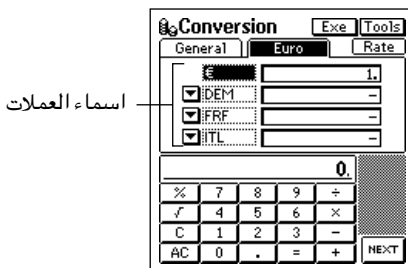 Conversion Exe Tools
General Euro Rate
€ 1.
اسماء العملات
DEM –
FRF –
ITL –
0.
% 7 8 9 ÷
√ 4 5 6 ×
C 1 2 3 –
AC 0 . = + NEXT